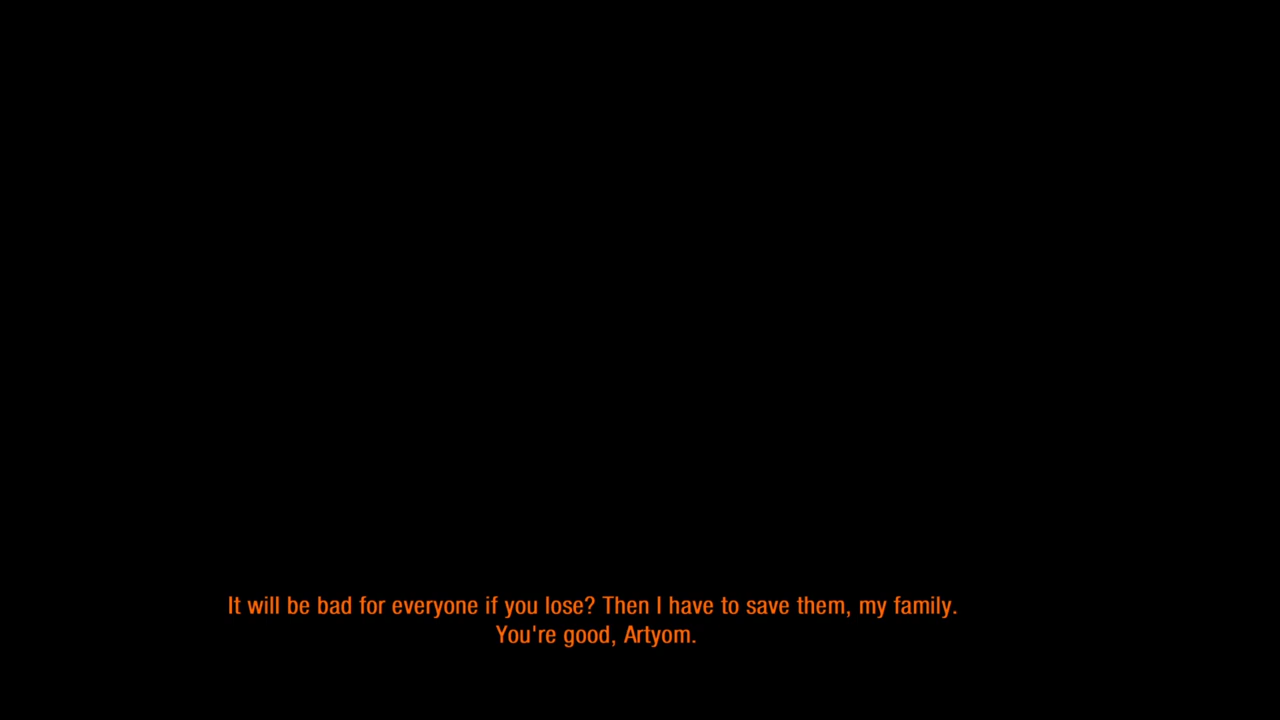 It will be bad for everyone if you lose? Then I have to save them, my family.
You're good, Artyom.